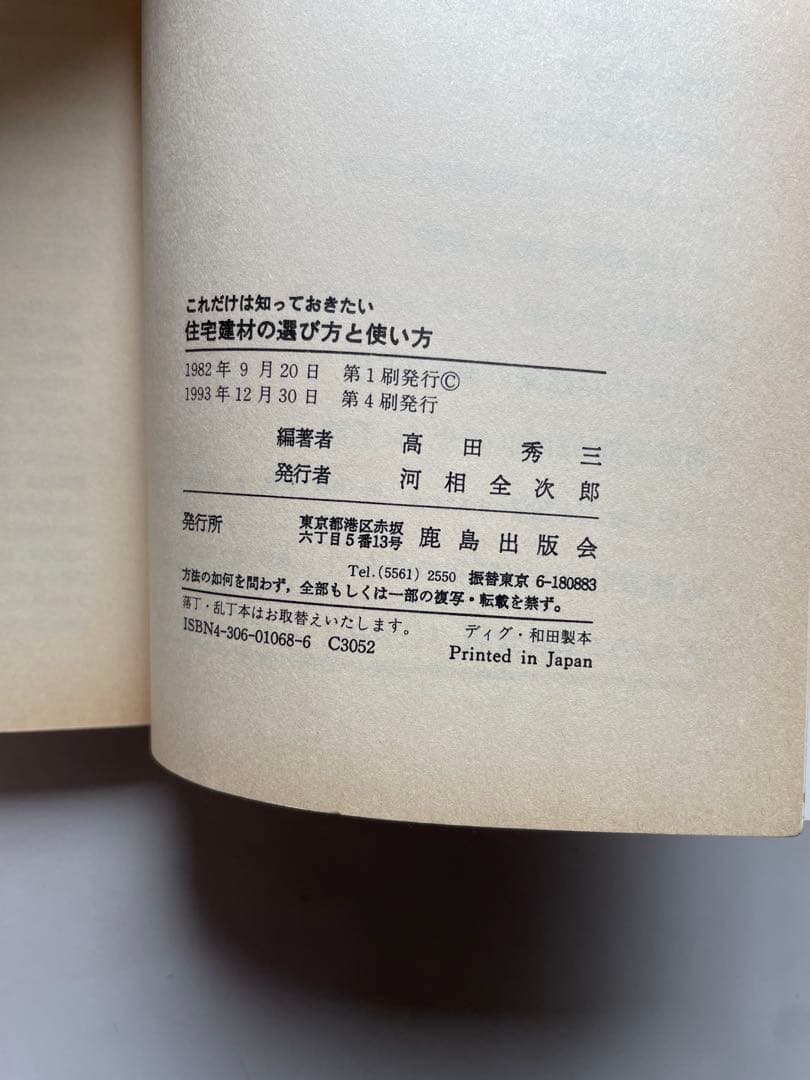 これだけは知っておきたい
住宅建材の選び方と使い方
1982年 9月20日 第1刷発行©
1993年12月30日 第4刷発行
編著者 髙田秀三
発行者 河相全次郎
発行所 東京都港区赤坂六丁目5番13号 鹿島出版会
Tel.(5561) 2550 振替東京 6-180883
方法の如何を問わず,全部もしくは一部の複写・転載を禁ず。
落丁・乱丁本はお取替えいたします。 ディグ・和田製本
ISBN4-306-01068-6 C3052 Printed in Japan